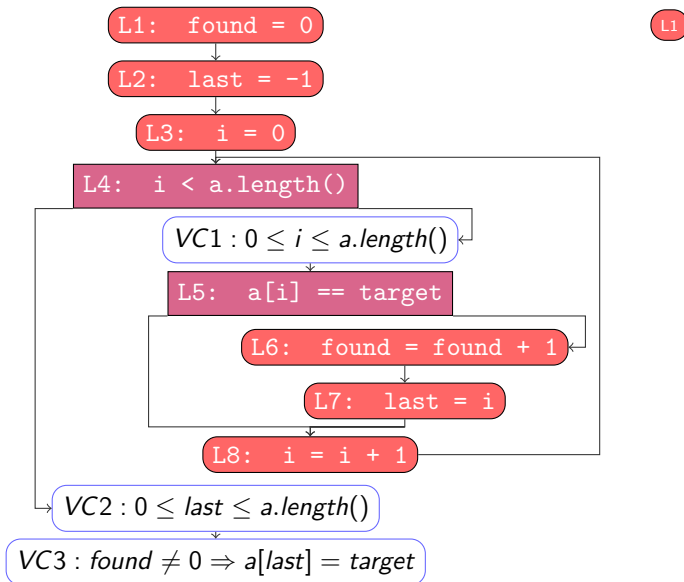 L1: found = 0
L1
L2: last = -1
L3: i = 0
L4: i < a.length()
VC1 : 0 ≤ i ≤ a.length()
L5: a[i] == target
L6: found = found + 1
L7: last = i
L8: i = i + 1
VC2 : 0 ≤ last ≤ a.length()
VC3 : found ≠ 0 ⇒ a[last] = target